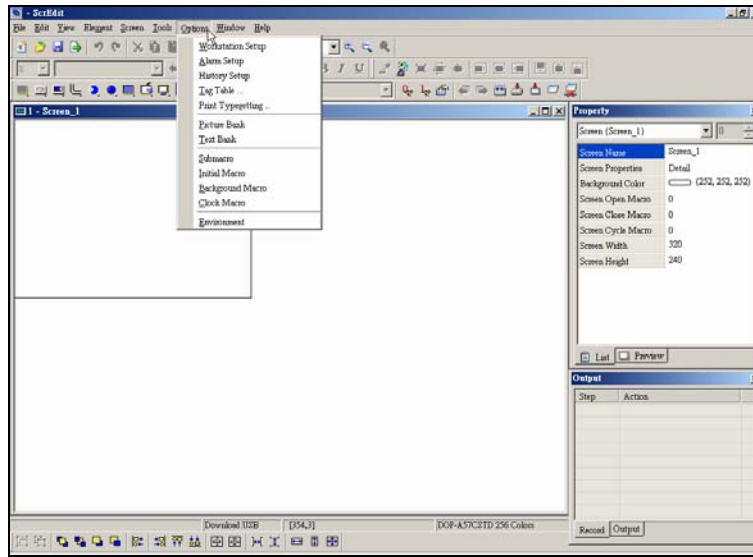 - ScrEdit
File Edit View Element Screen Tools Options Window Help
Workstation Setup
Alarm Setup
History Setup
Tag Table ...
Print Typesetting ..
Picture Bank
Text Bank
Submacro
Initial Macro
Background Macro
Clock Macro
Environment
B I U
1 - Screen_1
Property
Screen {Screen_1} 0
Screen Name Screen_1
Screen Properties Detail
Background Color (252, 252, 252)
Screen Open Macro 0
Screen Close Macro 0
Screen Cycle Macro 0
Screen Width 320
Screen Height 240
List Preview
Output
Step Action
Record Output
Download USB [354,3] DOP-A57CSTD 256 Colors